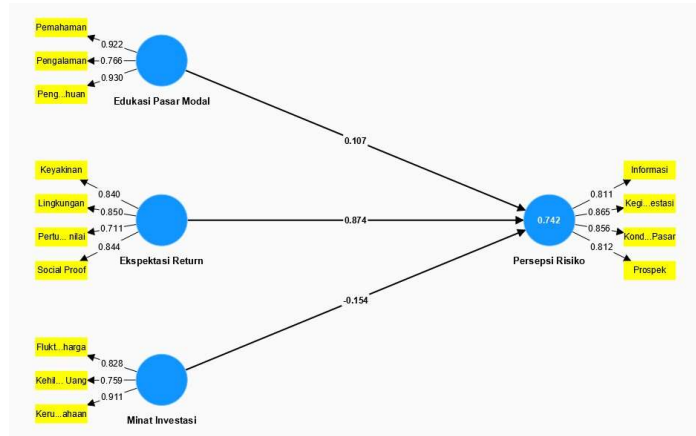 Pemahaman
0.922
Pengalaman
0.766
0.930
Peng...huan
Edukasi Pasar Modal
0.107
Keyakinan
0.840
Lingkungan
0.850
0.711
Pertu... nilai
0.844
Social Proof
Ekspektasi Return
0.874
0.742
Persepsi Risiko
Informasi
0.811
Kegi...estasi
0.865
0.856
Kond...Pasar
0.812
Prospek
-0.154
Flukt...harga
0.828
Kehil... Uang
0.759
0.911
Keru...ahaan
Minat Investasi